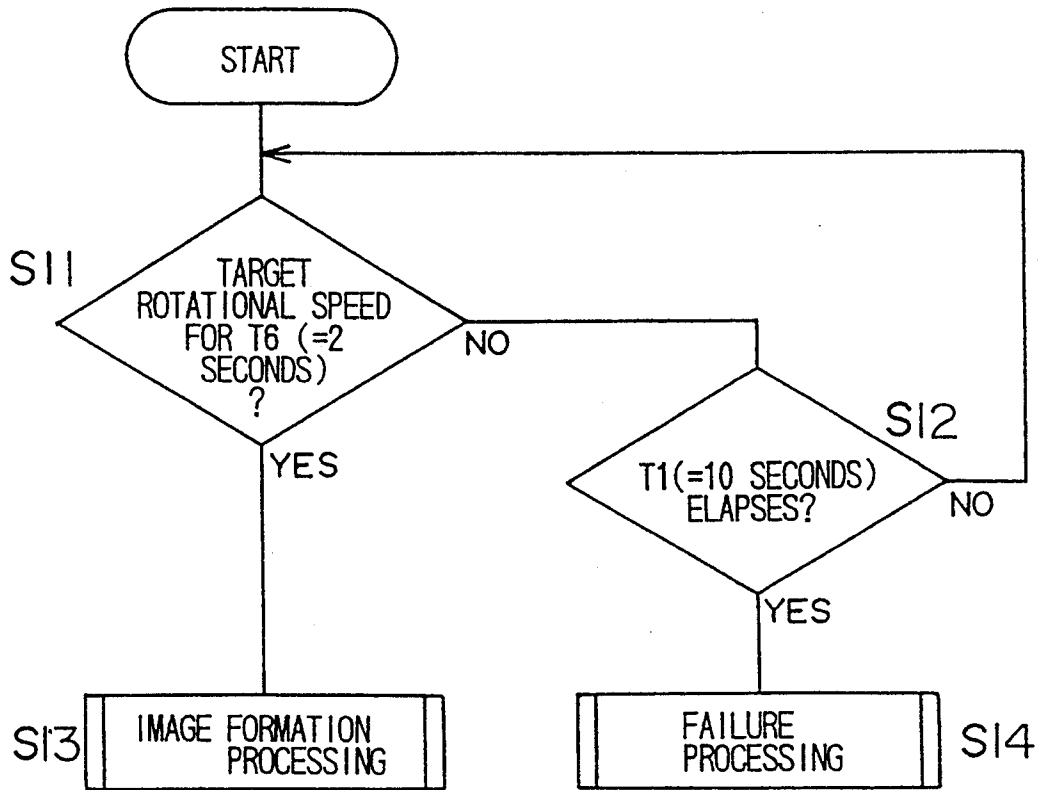 START
S11
TARGET
ROTATIONAL SPEED
FOR T6 (=2
SECONDS)
?
NO
YES
S12
T1(=10 SECONDS)
ELAPSES?
NO
YES
S13
IMAGE FORMATION
PROCESSING
FAILURE
PROCESSING
S14